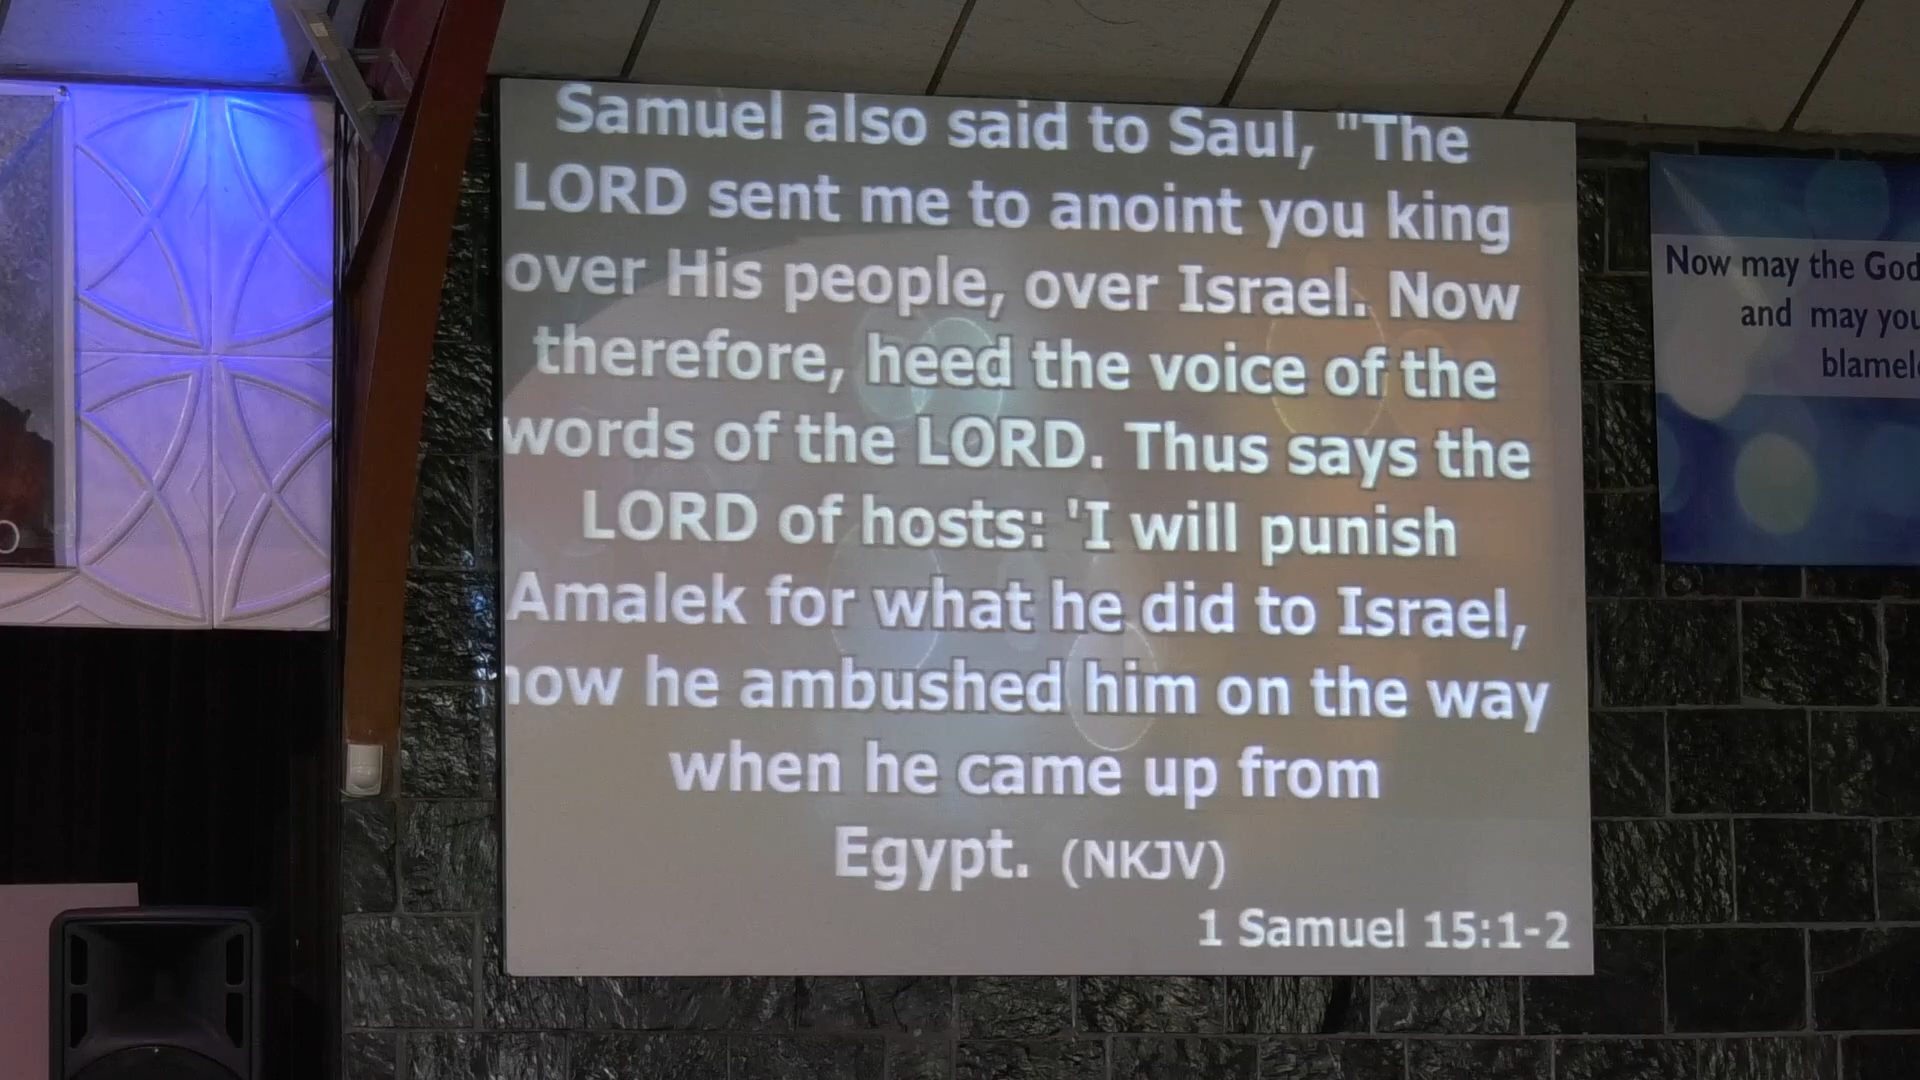 Samuel also said to Saul, "The
LORD sent me to anoint you king
over His people, over Israel. Now
therefore, heed the voice of the
words of the LORD. Thus says the
LORD of hosts: 'I will punish
Amalek for what he did to Israel,
how he ambushed him on the way
when he came up from
Egypt. (NKJV)
1 Samuel 15:1-2
Now may the God
and may you